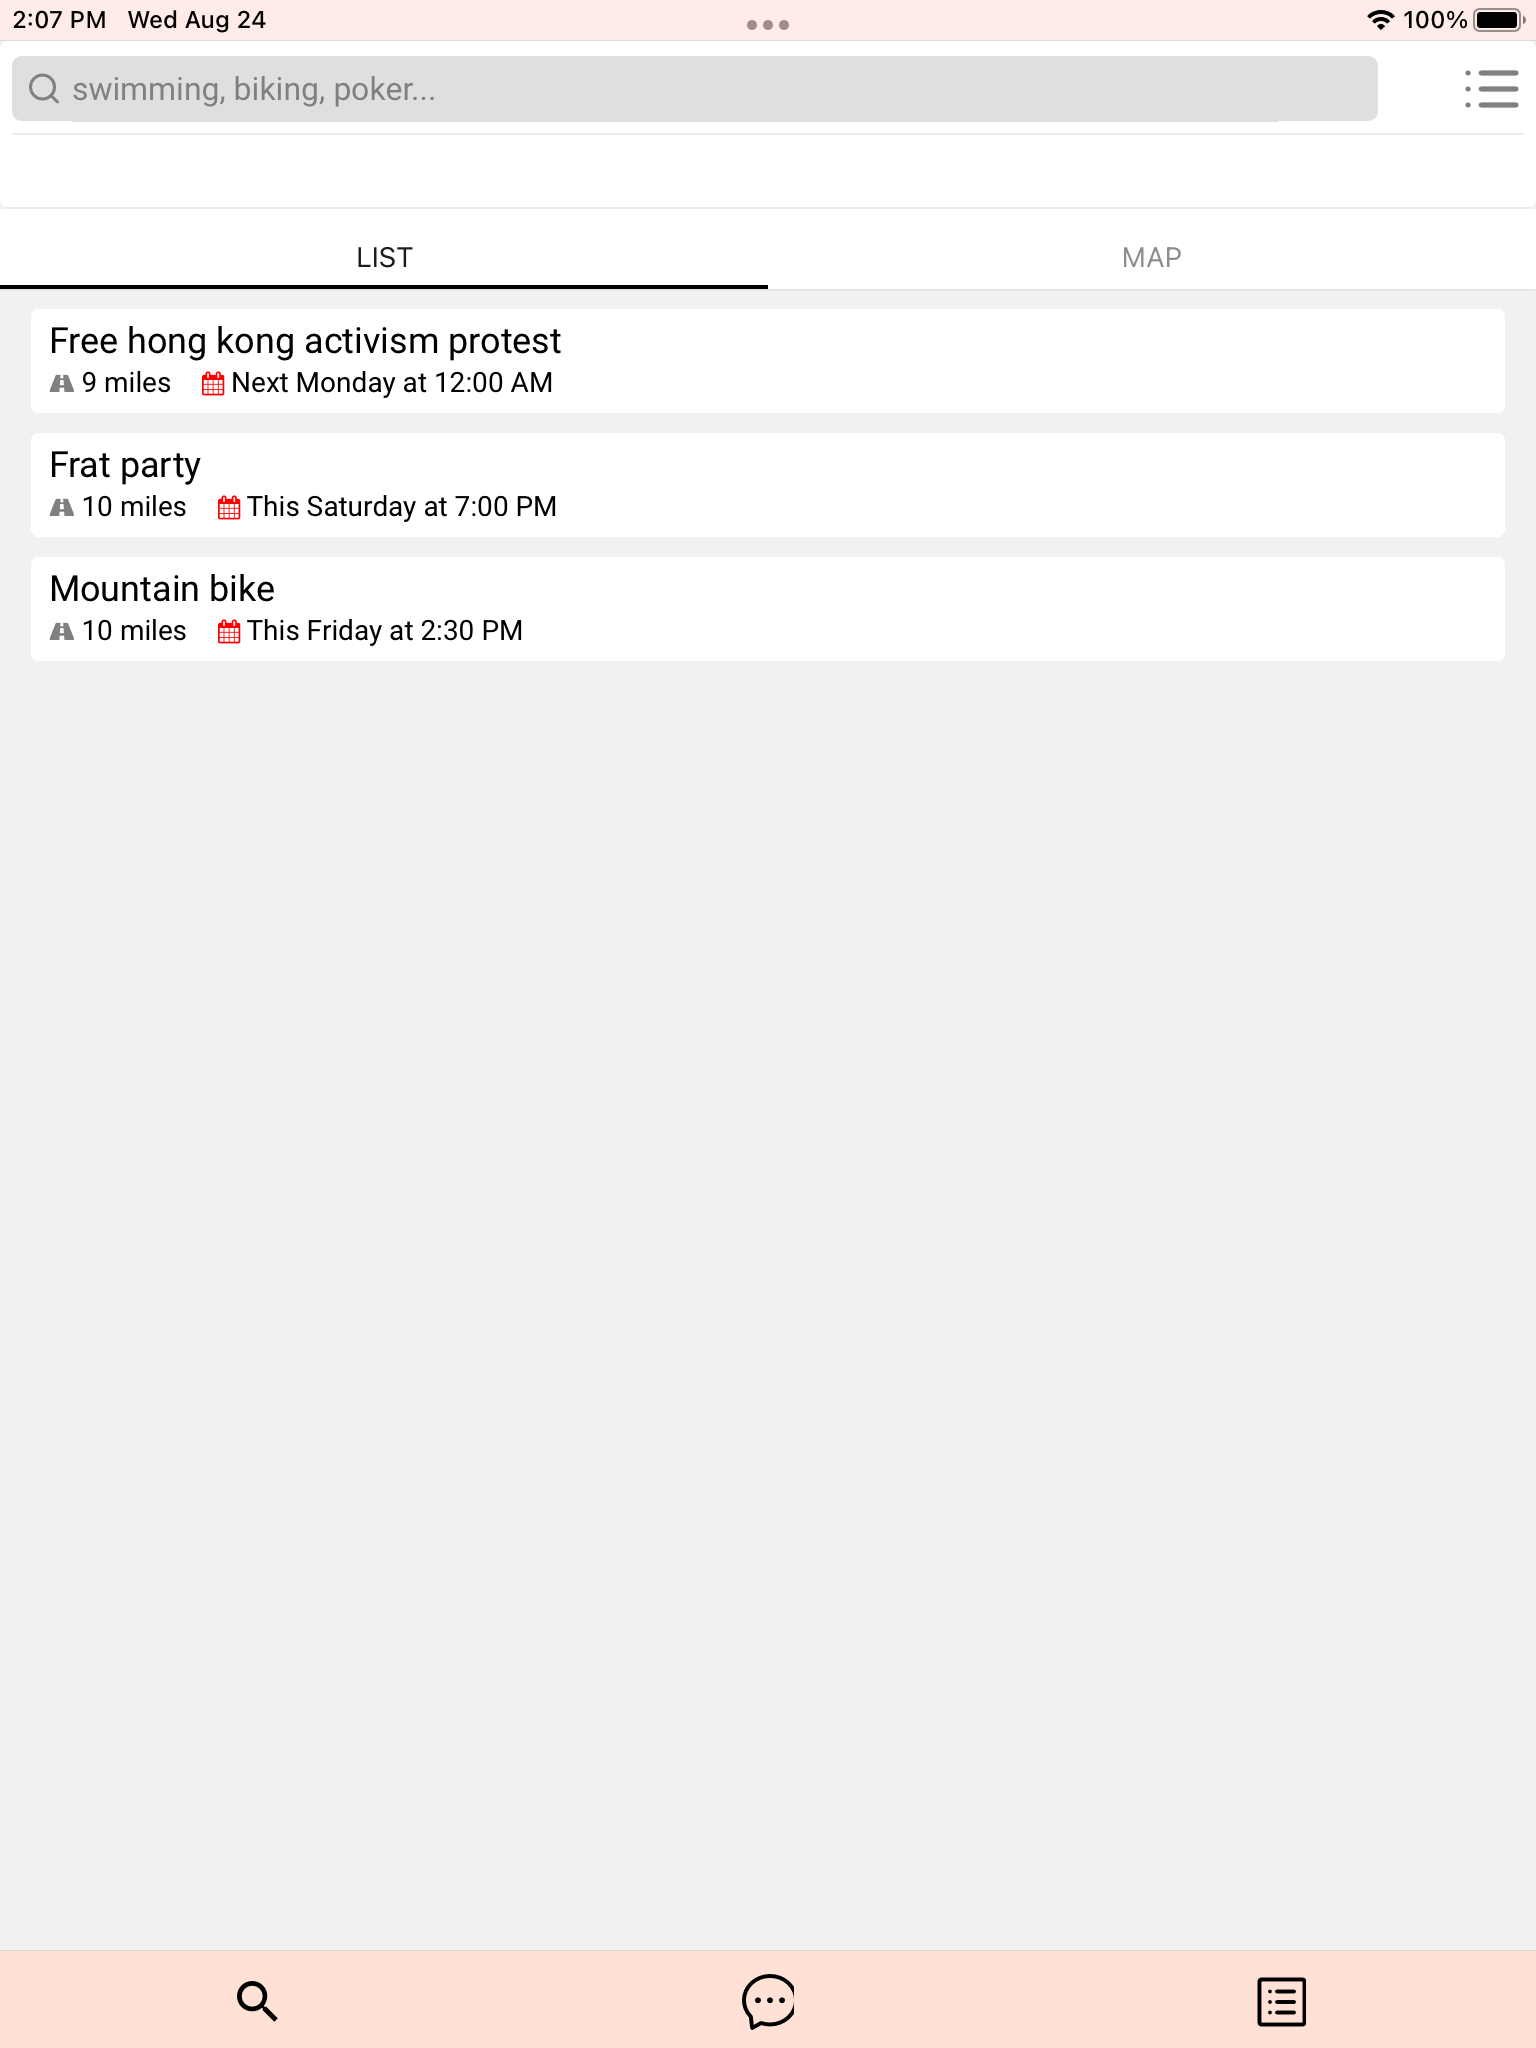 2:07 PM Wed Aug 24 100%
swimming, biking, poker...
LIST MAP
Free hong kong activism protest
9 miles Next Monday at 12:00 AM
Frat party
10 miles This Saturday at 7:00 PM
Mountain bike
10 miles This Friday at 2:30 PM